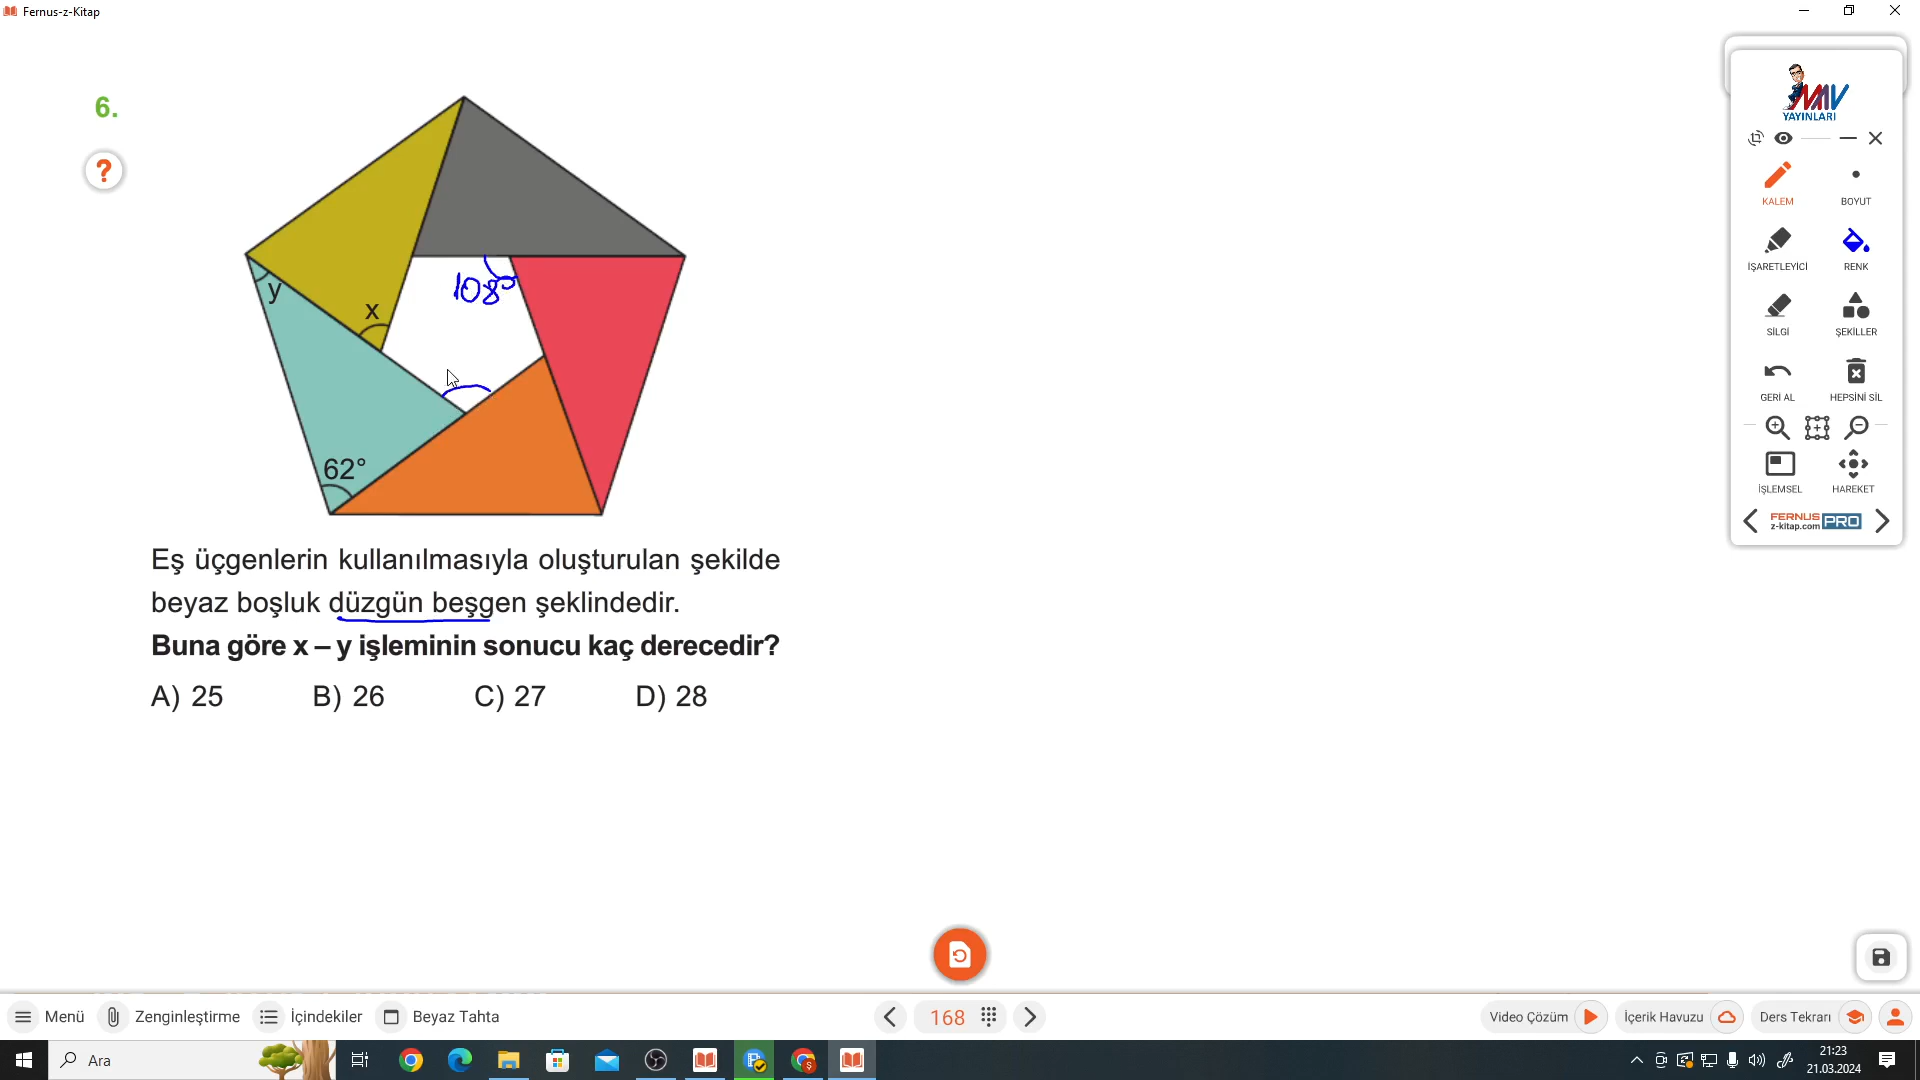 Fernus-z-Kitap
6.
?
108°
y
x
62°
Eş üçgenlerin kullanılmasıyla oluşturulan şekilde
beyaz boşluk düzgün beşgen şeklindedir.
Buna göre x – y işleminin sonucu kaç derecedir?
A) 25 B) 26 C) 27 D) 28
MAV
YAYINLARI
KALEM BOYUT
İŞARETLEYİCİ RENK
SİLGİ ŞEKİLLER
GERİ AL HEPSİNİ SİL
İŞLEMSEL HAREKET
FERNUS
z-kitap.com PRO
Menü Zenginleştirme İçindekiler Beyaz Tahta 168 Video Çözüm İçerik Havuzu Ders Tekrarı
Ara
21:23
21.03.2024